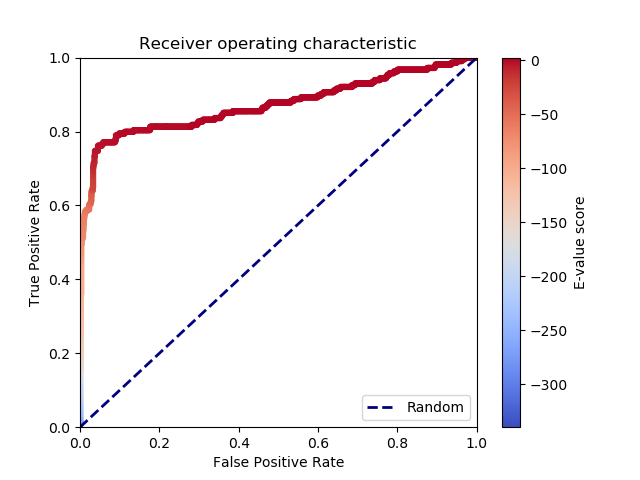 Receiver operating characteristic
1.0
0.8
0.6
0.4
0.2
0.0
True Positive Rate
0.0 0.2 0.4 0.6 0.8 1.0
False Positive Rate
Random
0
−50
−100
−150
−200
−250
−300
E-value score